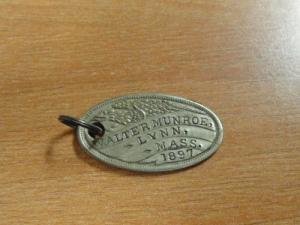 WALTER MUNROE,
LYNN,
MASS.
1897